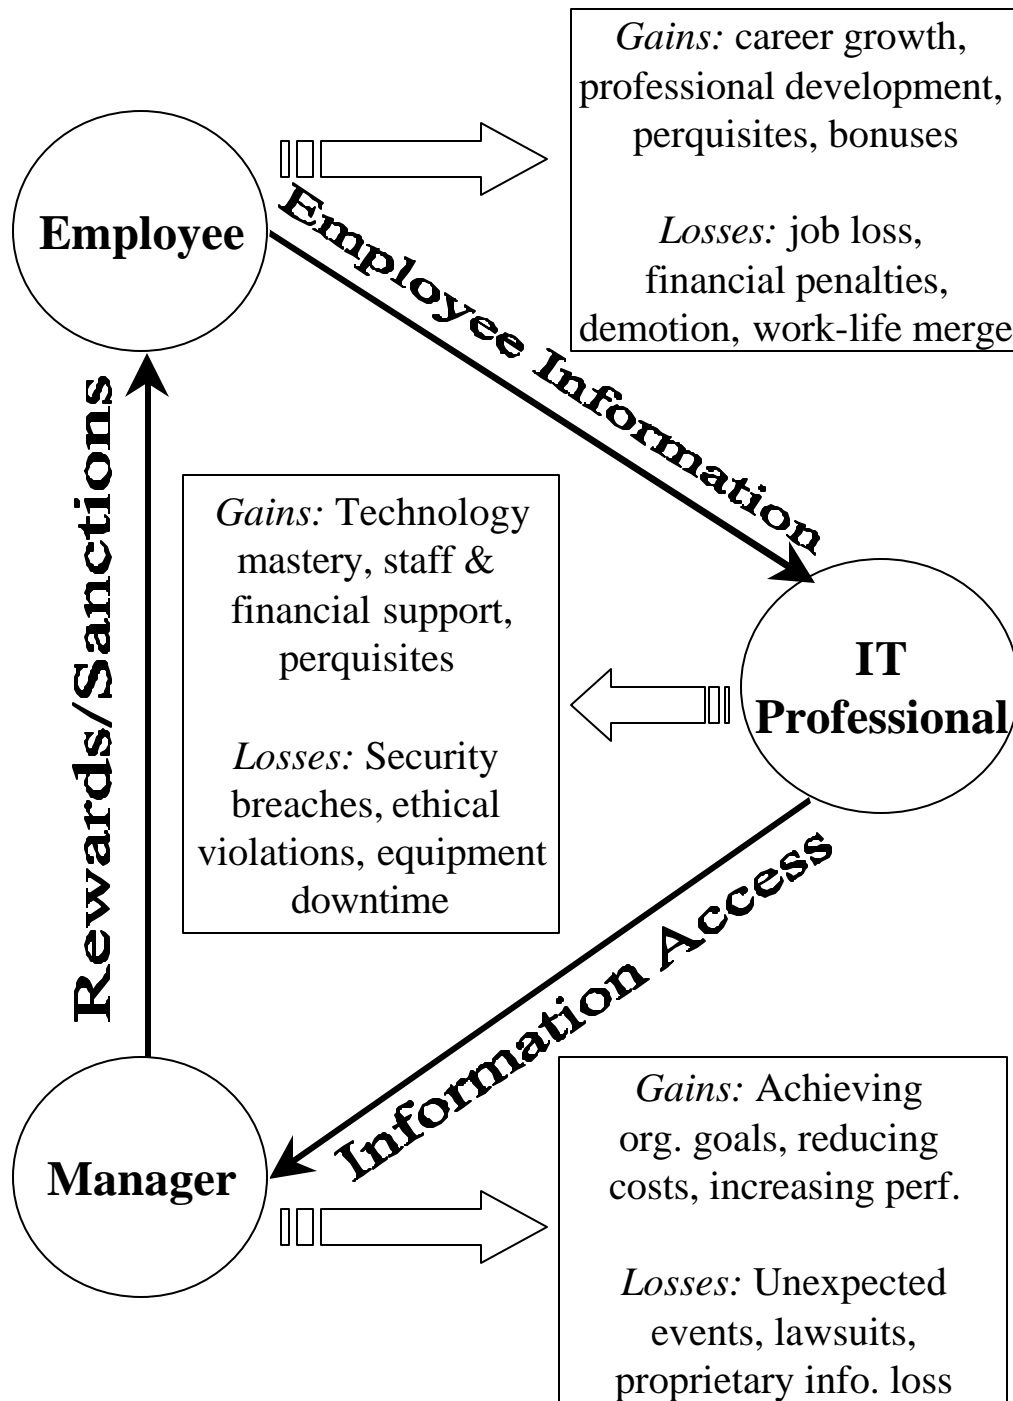 Gains: career growth,
professional development,
perquisites, bonuses
Losses: job loss,
financial penalties,
demotion, work-life merge
Employee
Employee Information
Rewards/Sanctions
Gains: Technology
mastery, staff &
financial support,
perquisites
Losses: Security
breaches, ethical
violations, equipment
downtime
IT
Professional
Information Access
Manager
Gains: Achieving
org. goals, reducing
costs, increasing perf.
Losses: Unexpected
events, lawsuits,
proprietary info. loss